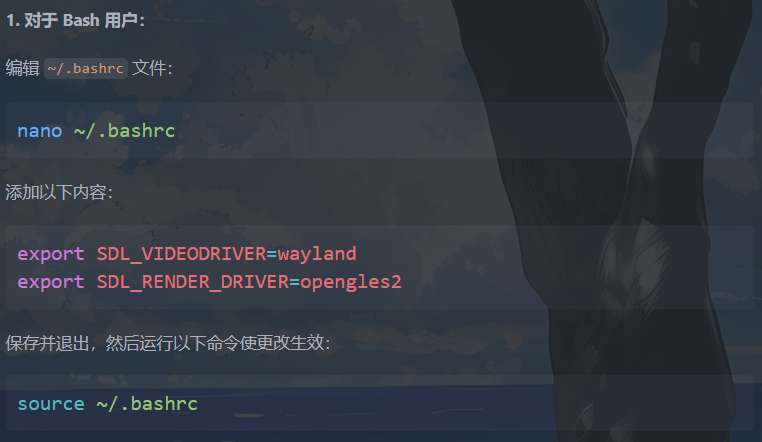 1. 对于 Bash 用户：
编辑 ~/.bashrc 文件：
nano ~/.bashrc
添加以下内容：
export SDL_VIDEODRIVER=wayland
export SDL_RENDER_DRIVER=opengles2
保存并退出，然后运行以下命令使更改生效：
source ~/.bashrc